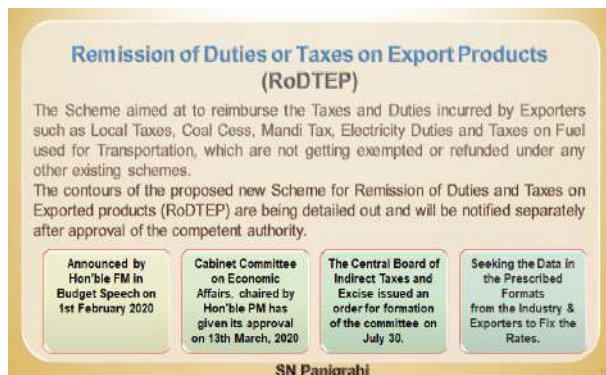 Remission of Duties or Taxes on Export Products
(RoDTEP)
The Scheme aimed at to reimburse the Taxes and Duties incurred by Exporters
such as Local Taxes, Coal Cess, Mandi Tax, Electricity Duties and Taxes on Fuel
used for Transportation, which are not getting exempted or refunded under any
other existing schemes.
The contours of the proposed new Scheme for Remission of Duties and Taxes on
Exported products (RoDTEP) are being detailed out and will be notified separately
after approval of the competent authority.
Announced by
Hon'ble FM in
Budget Speech on
1st February 2020
Cabinet Committee
on Economic
Affairs, chaired by
Hon'ble PM has
given its approval
on 13th March, 2020
The Central Board of
Indirect Taxes and
Excise issued an
order for formation
of the committee on
July 30.
Seeking the Data in
the Prescribed
Formats
from the Industry &
Exporters to Fix the
Rates.
SN Panigrahi